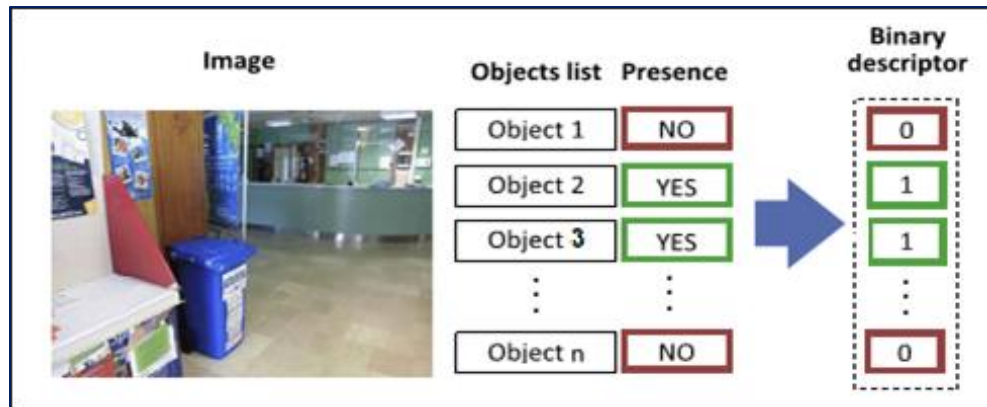 Image
Objects list Presence
Binary
descriptor
Object 1 NO 0
Object 2 YES 1
Object 3 YES 1
Object n NO 0